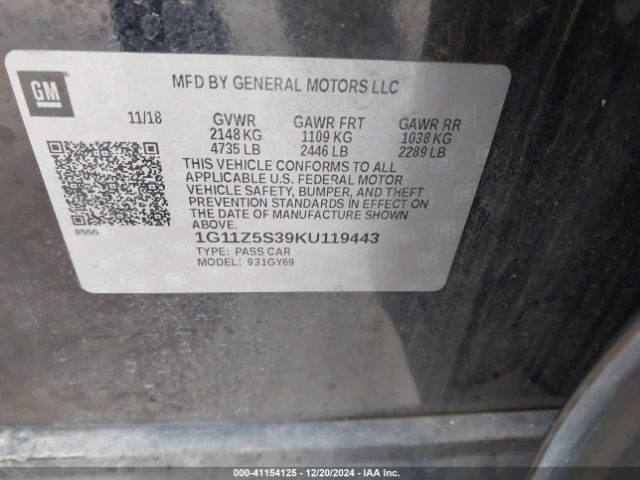 GM
MFD BY GENERAL MOTORS LLC
11/18 GVWR GAWR FRT GAWR RR
2148 KG 1109 KG 1038 KG
4735 LB 2446 LB 2289 LB
THIS VEHICLE CONFORMS TO ALL
APPLICABLE U.S. FEDERAL MOTOR
VEHICLE SAFETY, BUMPER, AND THEFT
PREVENTION STANDARDS IN EFFECT ON
THE DATE OF MANUFACTURE SHOWN
ABOVE.
8555
1G11Z5S39KU119443
TYPE: PASS CAR
MODEL: 931GY69
000-41154125 - 12/20/2024 - IAA Inc.